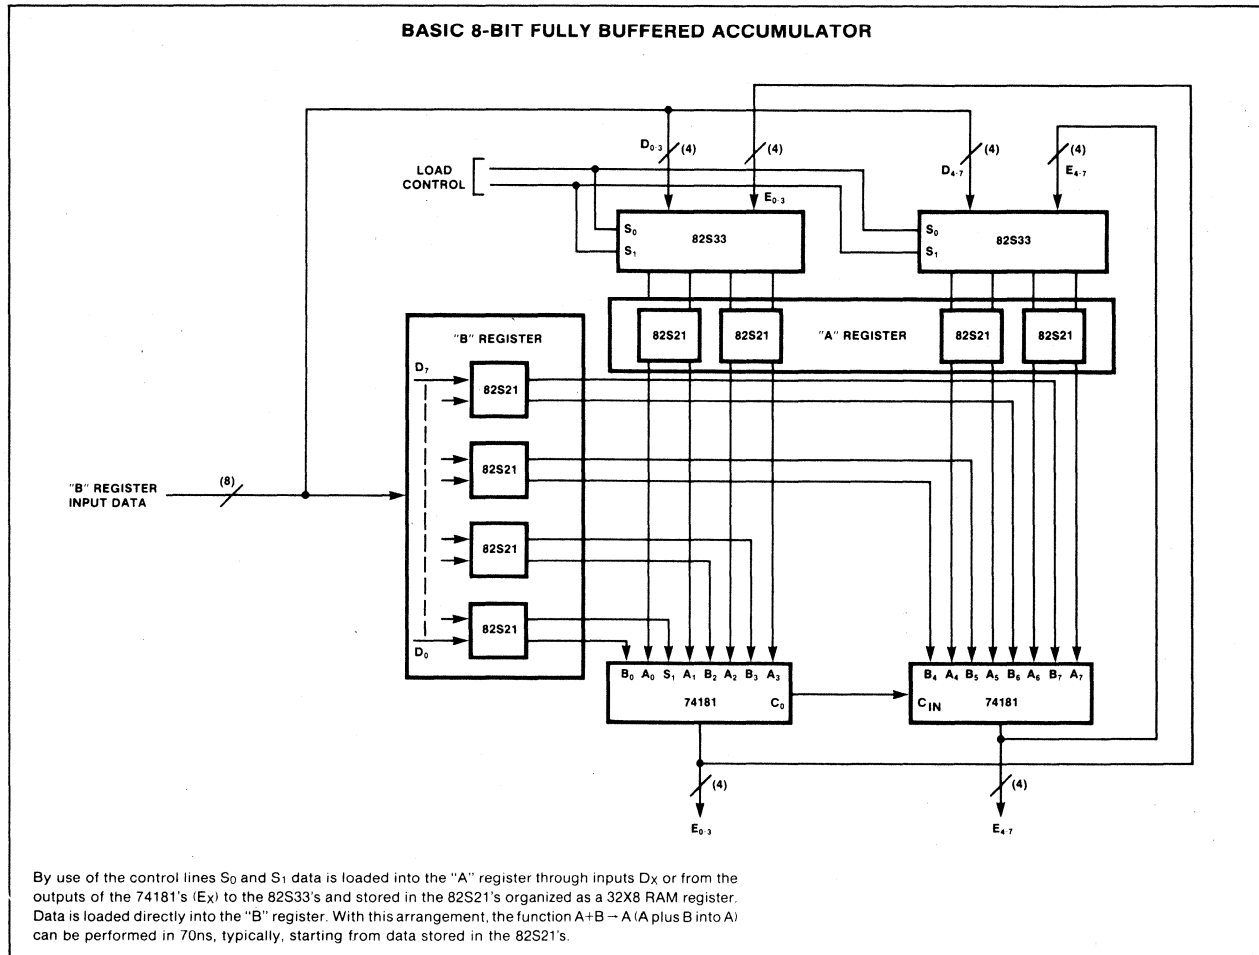 BASIC 8-BIT FULLY BUFFERED ACCUMULATOR
D0-3
(4)
(4)
E0-3
D4-7
(4)
(4)
E4-7
LOAD
CONTROL
S0
S1
82S33
S0
S1
82S33
82S21
82S21
"A" REGISTER
82S21
82S21
"B" REGISTER
D7
82S21
82S21
82S21
82S21
D0
"B" REGISTER
INPUT DATA
(8)
B0 A0 S1 A1 B2 A2 B3 A3
74181
C0
B4 A4 B5 A5 B6 A6 B7 A7
CIN
74181
(4)
(4)
E0-3
E4-7
By use of the control lines S0 and S1 data is loaded into the "A" register through inputs DX or from the
outputs of the 74181's (EX) to the 82S33's and stored in the 82S21's organized as a 32X8 RAM register.
Data is loaded directly into the "B" register. With this arrangement, the function A+B → A (A plus B into A)
can be performed in 70ns, typically, starting from data stored in the 82S21's.